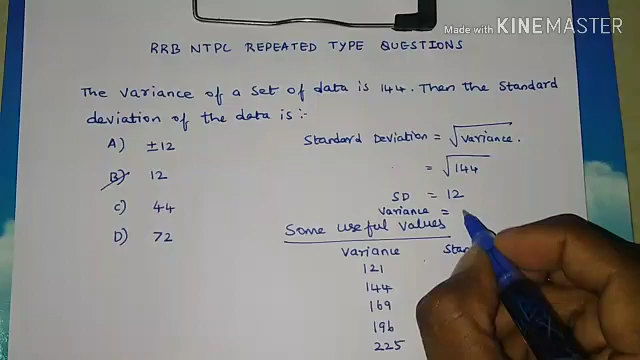 Made with KINEMASTER
RRB NTPC REPEATED TYPE QUESTIONS
The variance of a set of data is 144. Then the standard
deviation of the data is :-
A) ±12
B) 12
C) 44
D) 72
Standard Deviation = √variance.
= √144
SD = 12
Variance =
Some useful values
Variance
121
144
169
196
225